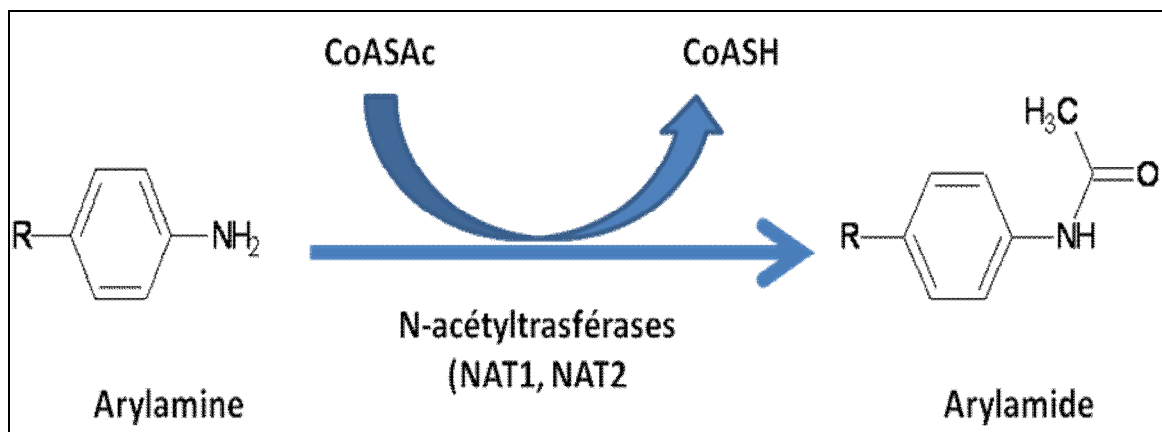 CoASAc
CoASH
H₃C
O
R
NH₂
R
NH
N-acétyltrasférases
(NAT1, NAT2
Arylamine
Arylamide